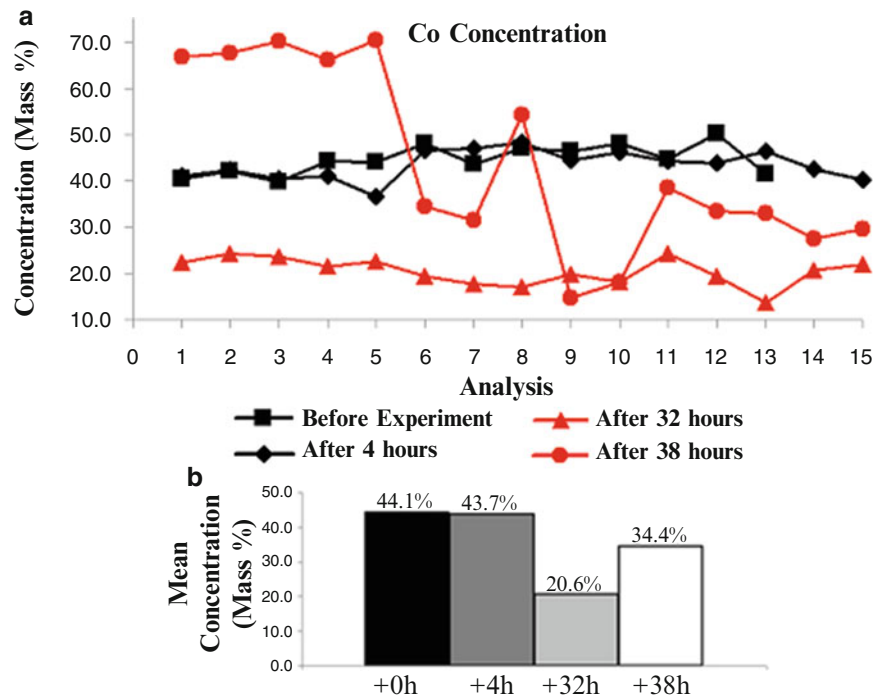 a
Co Concentration
Concentration (Mass %)
70.0
60.0
50.0
40.0
30.0
20.0
10.0
0 1 2 3 4 5 6 7 8 9 10 11 12 13 14 15
Analysis
Before Experiment
After 32 hours
After 4 hours
After 38 hours
b
Mean
Concentration
(Mass %)
50.0
40.0
30.0
20.0
10.0
0.0
44.1%
43.7%
20.6%
34.4%
+0h +4h +32h +38h